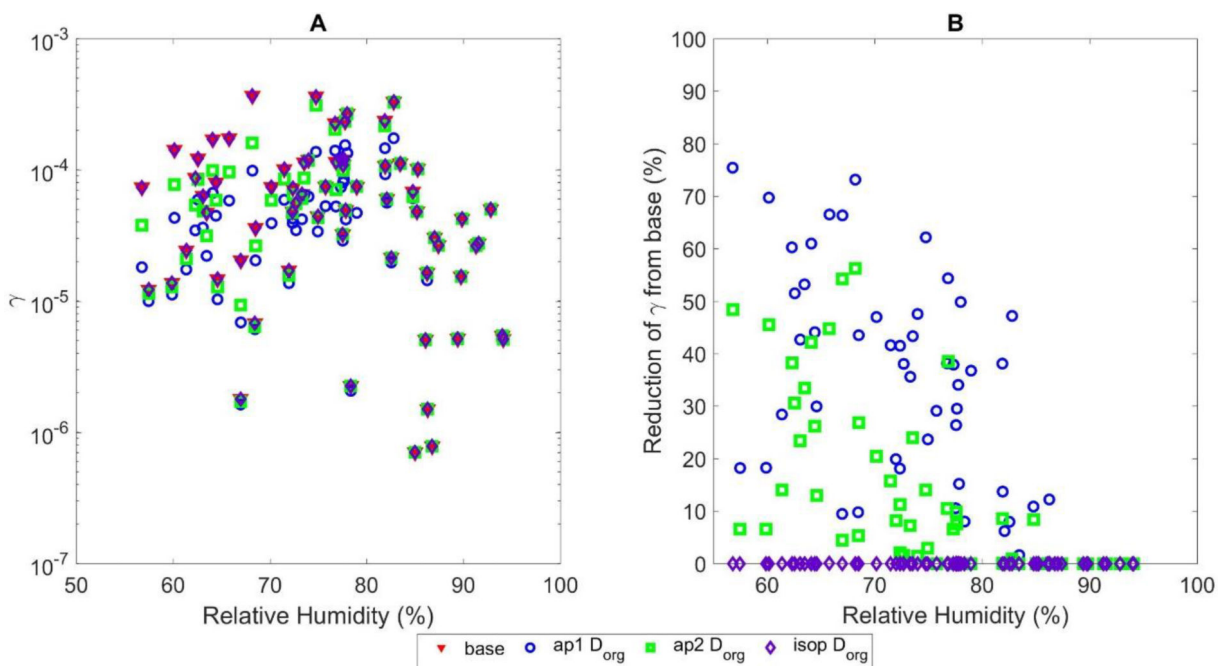 A
B
10^-3
10^-4
10^-5
10^-6
10^-7
γ
50 60 70 80 90 100
Relative Humidity (%)
100
90
80
70
60
50
40
30
20
10
0
Reduction of γ from base (%)
60 70 80 90 100
Relative Humidity (%)
base ap1 D_org ap2 D_org isop D_org